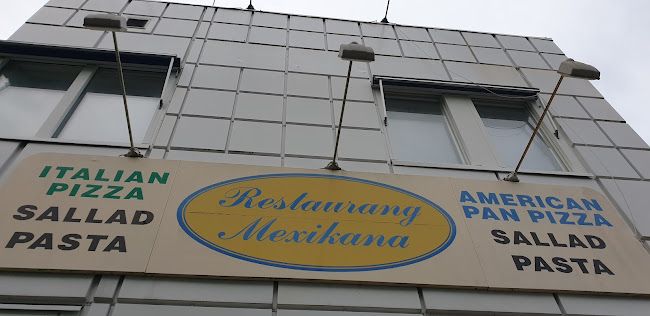 ITALIAN
PIZZA
SALLAD
PASTA
Restaurang
Mexikana
AMERICAN
PAN PIZZA
SALLAD
PASTA